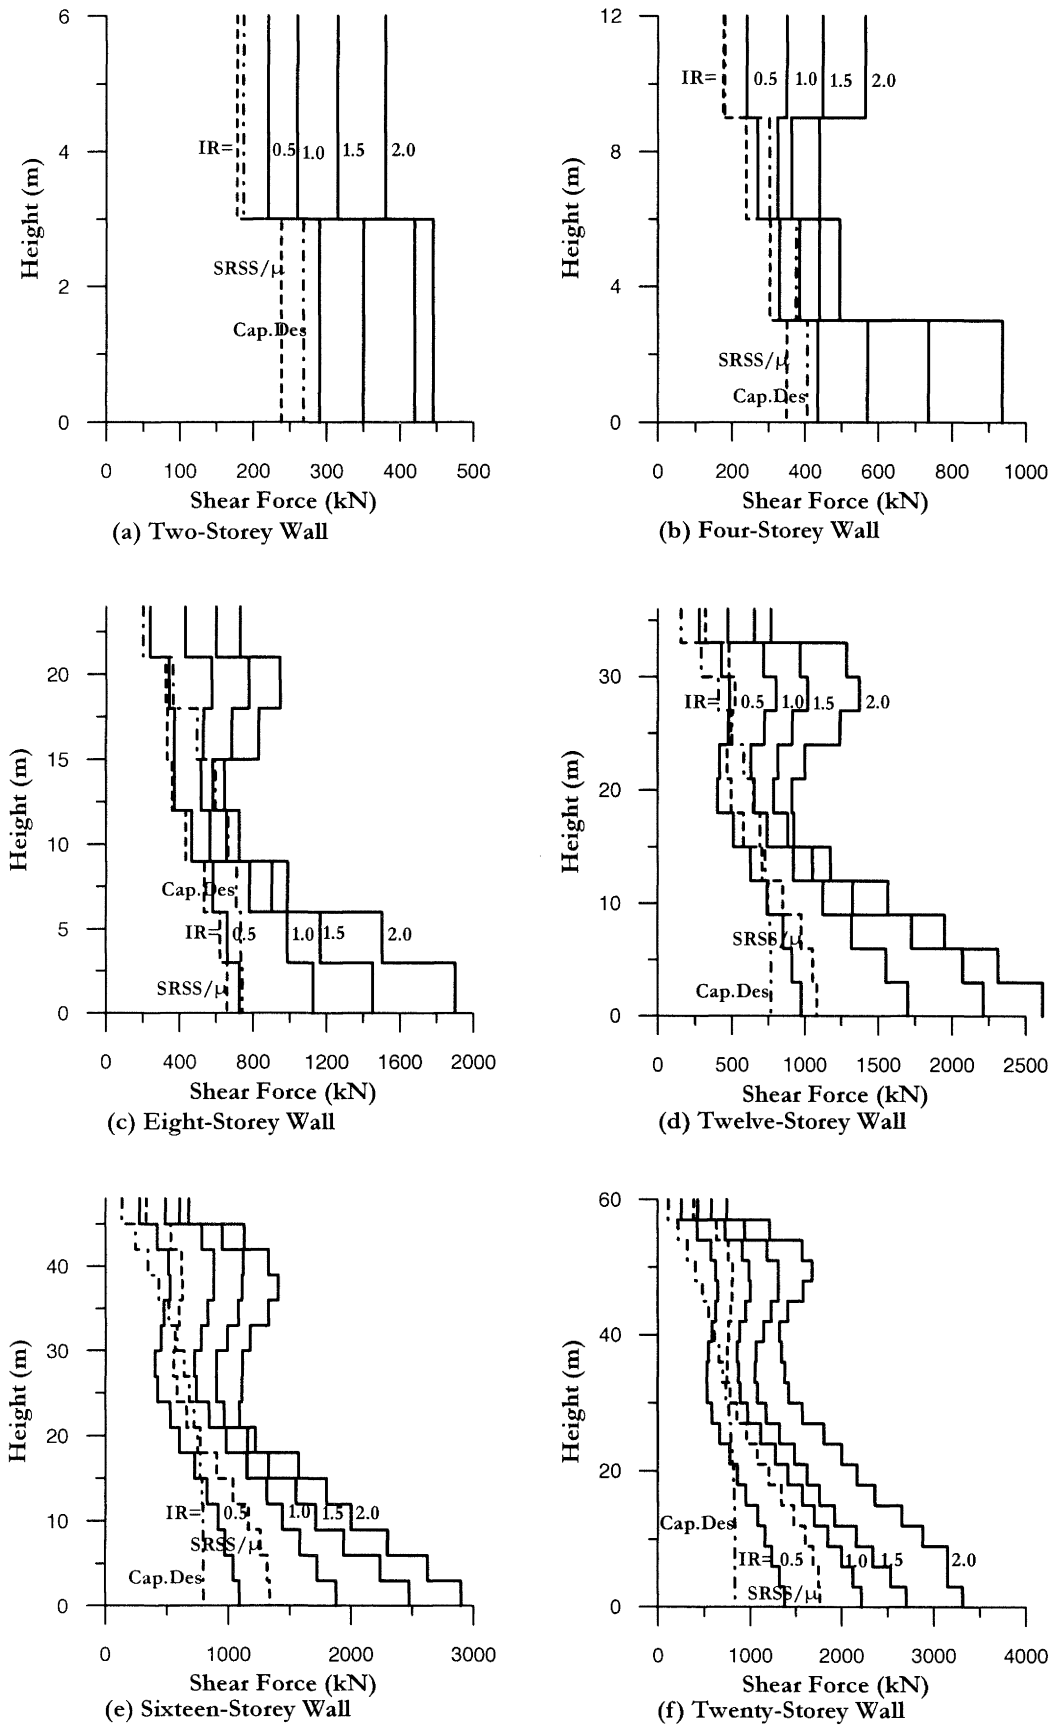 6
4
2
0
Height (m)
IR=
0.5
1.0
1.5
2.0
SRSS/μ
Cap.Des
0 100 200 300 400 500
Shear Force (kN)
(a) Two-Storey Wall
12
8
4
0
Height (m)
IR=
0.5
1.0
1.5
2.0
SRSS/μ
Cap.Des
0 200 400 600 800 1000
Shear Force (kN)
(b) Four-Storey Wall
20
15
10
5
0
Height (m)
Cap.Des
IR=
0.5
1.0
1.5
2.0
SRSS/μ
0 400 800 1200 1600 2000
Shear Force (kN)
(c) Eight-Storey Wall
30
20
10
0
Height (m)
IR=
0.5
1.0
1.5
2.0
SRSS/μ
Cap.Des
0 500 1000 1500 2000 2500
Shear Force (kN)
(d) Twelve-Storey Wall
40
30
20
10
0
Height (m)
IR=
0.5
1.0
1.5
2.0
SRSS/μ
Cap.Des
0 1000 2000 3000
Shear Force (kN)
(e) Sixteen-Storey Wall
60
40
20
0
Height (m)
Cap.Des
IR=
0.5
1.0
1.5
2.0
SRSS/μ
0 1000 2000 3000 4000
Shear Force (kN)
(f) Twenty-Storey Wall